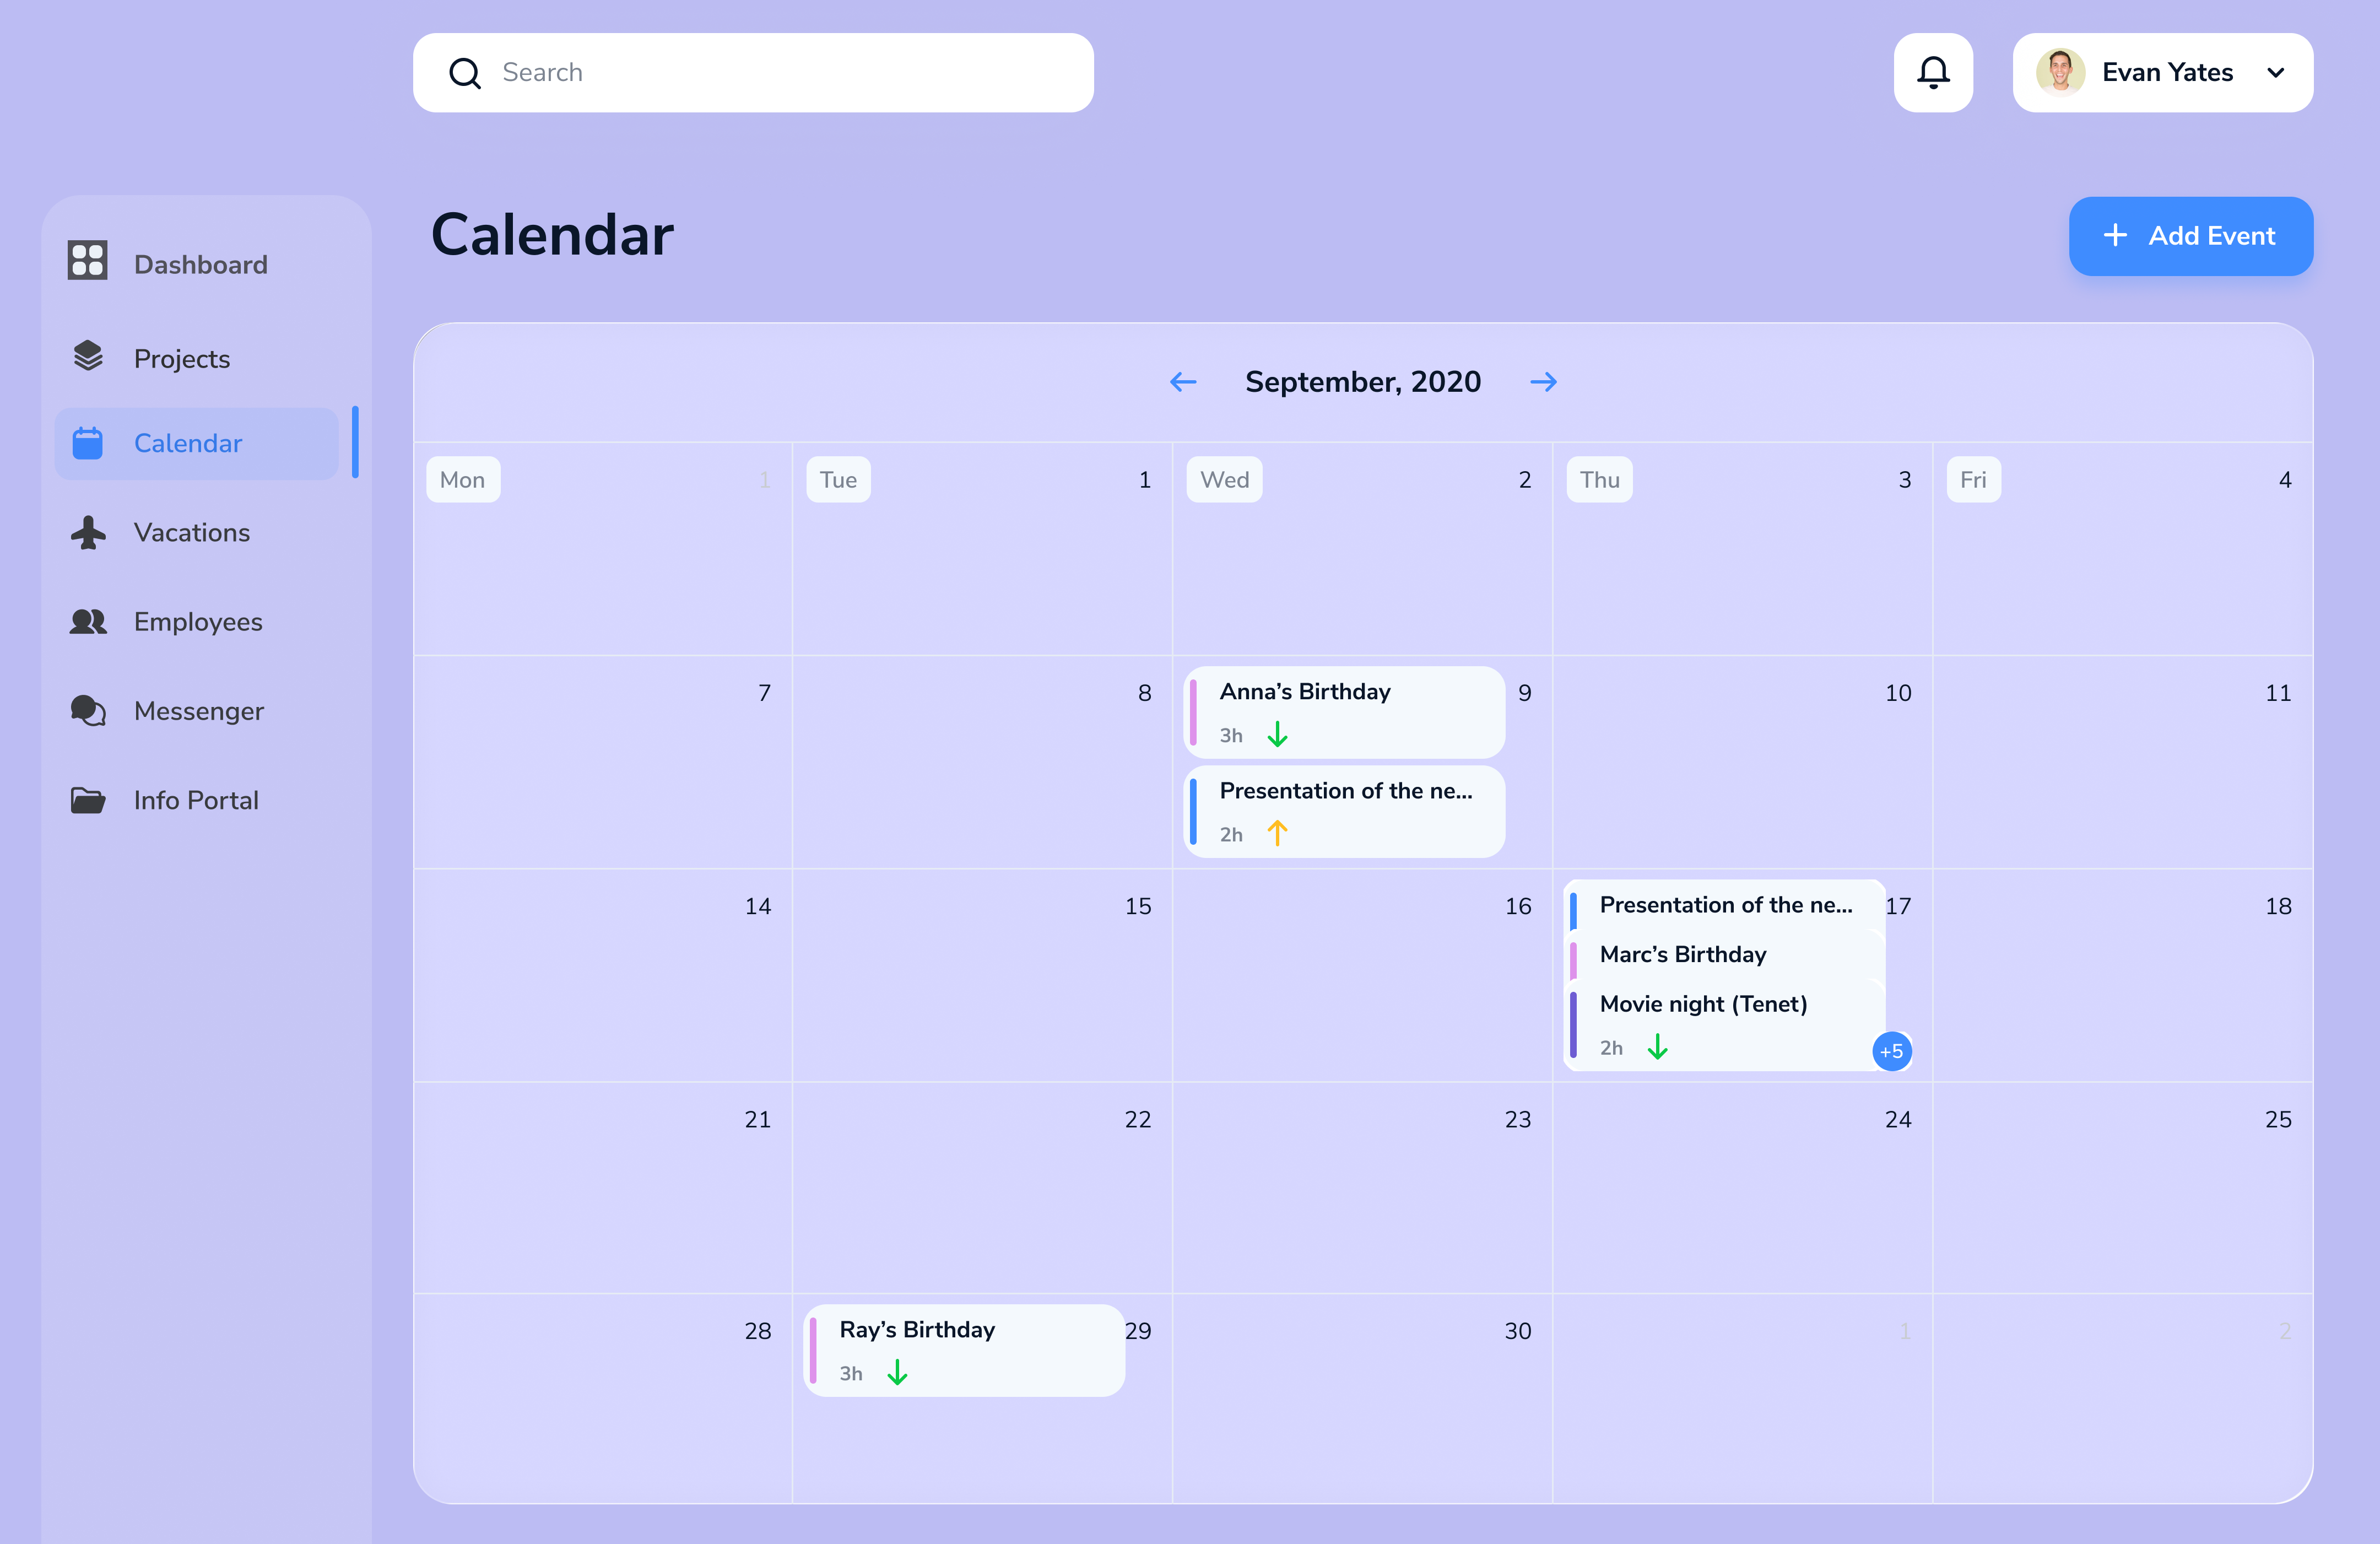 Search
Evan Yates
Calendar
+ Add Event
Dashboard
Projects
Calendar
Vacations
Employees
Messenger
Info Portal
September, 2020
Mon 1 Tue 1 Wed 2 Thu 3 Fri 4
7 8 9 10 11
Anna’s Birthday
3h
Presentation of the ne...
2h
14 15 16 17 18
Presentation of the ne...
Marc’s Birthday
Movie night (Tenet)
2h
+5
21 22 23 24 25
28 29 30 1 2
Ray’s Birthday
3h